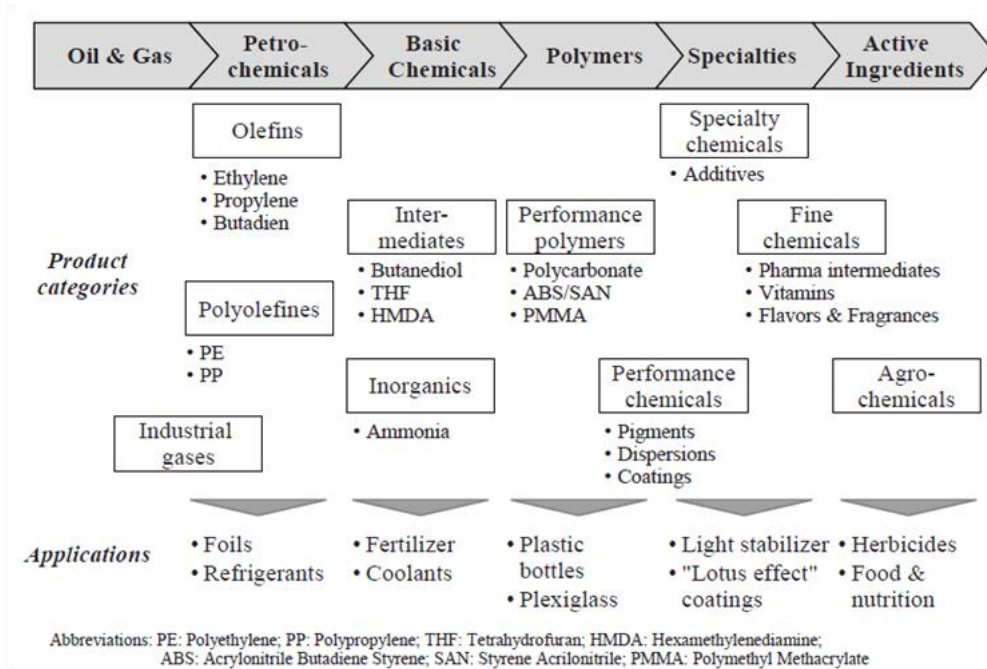 Oil & Gas
Petro-
chemicals
Basic
Chemicals
Polymers
Specialties
Active
Ingredients
Product
categories
Olefins
• Ethylene
• Propylene
• Butadien
Polyolefines
• PE
• PP
Industrial
gases
Inter-
mediates
• Butanediol
• THF
• HMDA
Inorganics
• Ammonia
Performance
polymers
• Polycarbonate
• ABS/SAN
• PMMA
Performance
chemicals
• Pigments
• Dispersions
• Coatings
Specialty
chemicals
• Additives
Fine
chemicals
• Pharma intermediates
• Vitamins
• Flavors & Fragrances
Agro-
chemicals
Applications
• Foils
• Refrigerants
• Fertilizer
• Coolants
• Plastic
bottles
• Plexiglass
• Light stabilizer
• "Lotus effect"
coatings
• Herbicides
• Food &
nutrition
Abbreviations: PE: Polyethylene; PP: Polypropylene; THF: Tetrahydrofuran; HMDA: Hexamethylenediamine;
ABS: Acrylonitrile Butadiene Styrene; SAN: Styrene Acrilonitrile; PMMA: Polymethyl Methacrylate